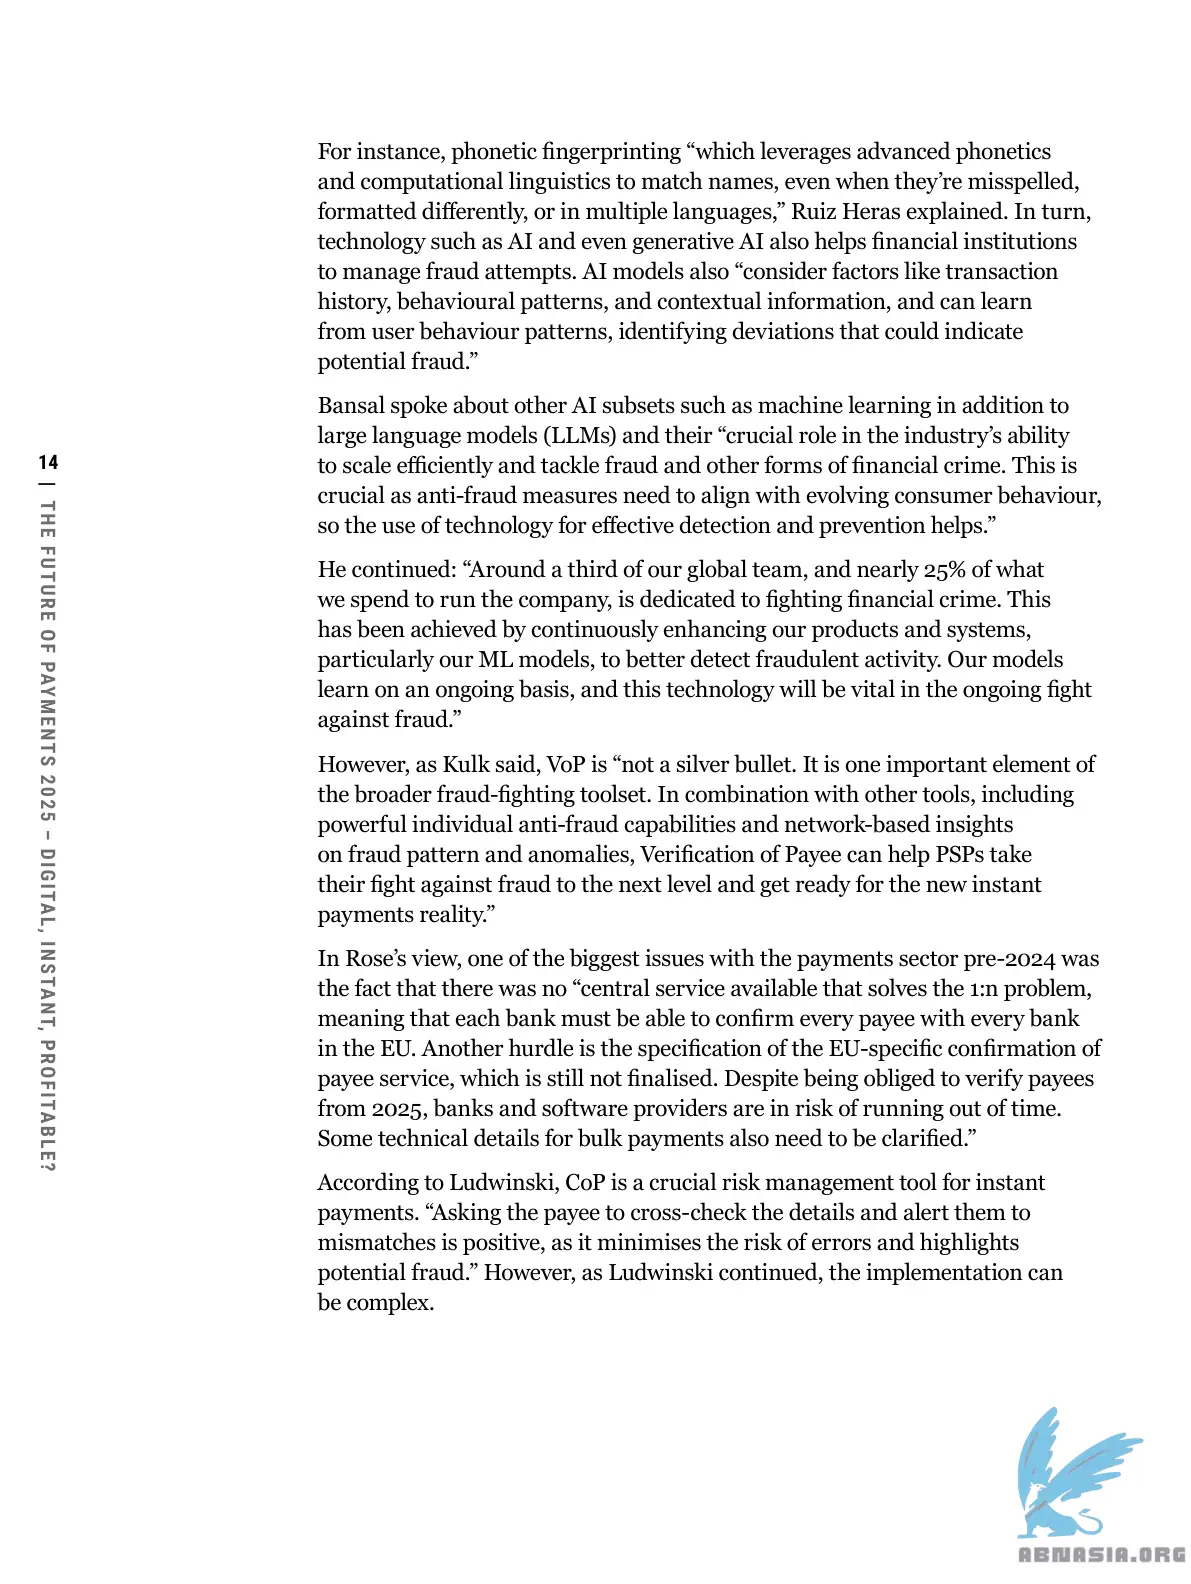 For instance, phonetic fingerprinting “which leverages advanced phonetics
and computational linguistics to match names, even when they’re misspelled,
formatted differently, or in multiple languages,” Ruiz Heras explained. In turn,
technology such as AI and even generative AI also helps financial institutions
to manage fraud attempts. AI models also “consider factors like transaction
history, behavioural patterns, and contextual information, and can learn
from user behaviour patterns, identifying deviations that could indicate
potential fraud.”
Bansal spoke about other AI subsets such as machine learning in addition to
large language models (LLMs) and their “crucial role in the industry’s ability
to scale efficiently and tackle fraud and other forms of financial crime. This is
crucial as anti-fraud measures need to align with evolving consumer behaviour,
so the use of technology for effective detection and prevention helps.”
He continued: “Around a third of our global team, and nearly 25% of what
we spend to run the company, is dedicated to fighting financial crime. This
has been achieved by continuously enhancing our products and systems,
particularly our ML models, to better detect fraudulent activity. Our models
learn on an ongoing basis, and this technology will be vital in the ongoing fight
against fraud.”
However, as Kulk said, VoP is “not a silver bullet. It is one important element of
the broader fraud-fighting toolset. In combination with other tools, including
powerful individual anti-fraud capabilities and network-based insights
on fraud pattern and anomalies, Verification of Payee can help PSPs take
their fight against fraud to the next level and get ready for the new instant
payments reality.”
In Rose’s view, one of the biggest issues with the payments sector pre-2024 was
the fact that there was no “central service available that solves the 1:n problem,
meaning that each bank must be able to confirm every payee with every bank
in the EU. Another hurdle is the specification of the EU-specific confirmation of
payee service, which is still not finalised. Despite being obliged to verify payees
from 2025, banks and software providers are in risk of running out of time.
Some technical details for bulk payments also need to be clarified.”
According to Ludwinski, CoP is a crucial risk management tool for instant
payments. “Asking the payee to cross-check the details and alert them to
mismatches is positive, as it minimises the risk of errors and highlights
potential fraud.” However, as Ludwinski continued, the implementation can
be complex.
14 | THE FUTURE OF PAYMENTS 2025 – DIGITAL, INSTANT, PROFITABLE?
ABNASIA.ORG